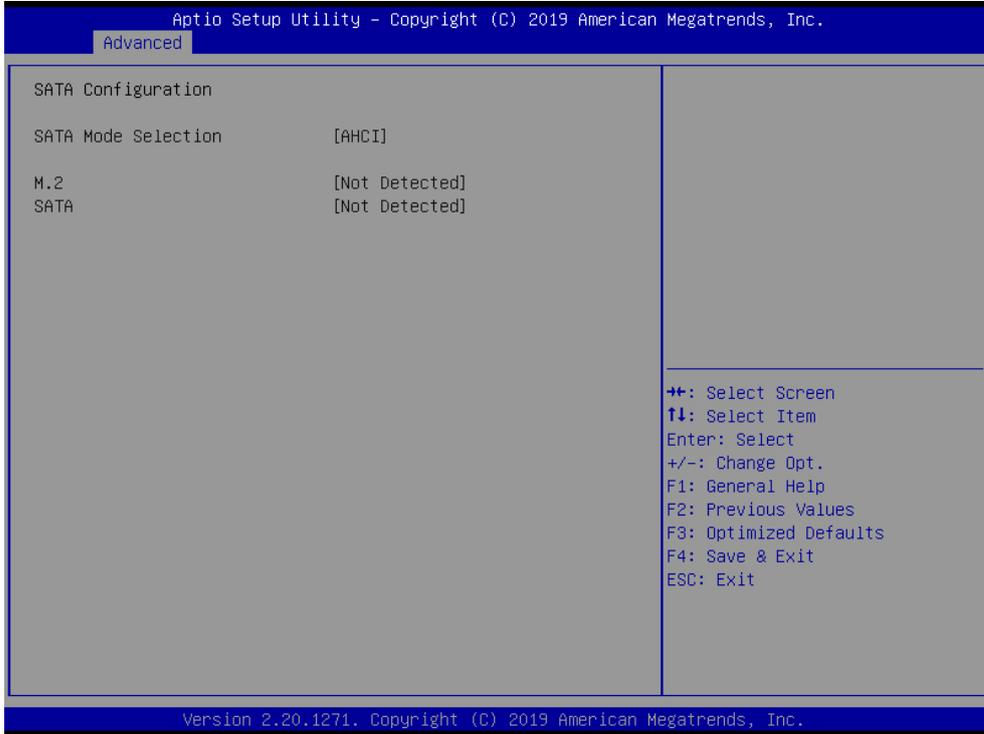 Aptio Setup Utility – Copyright (C) 2019 American Megatrends, Inc.
Advanced
SATA Configuration
SATA Mode Selection [AHCI]
M.2 [Not Detected]
SATA [Not Detected]
→←: Select Screen
↑↓: Select Item
Enter: Select
+/-: Change Opt.
F1: General Help
F2: Previous Values
F3: Optimized Defaults
F4: Save & Exit
ESC: Exit
Version 2.20.1271. Copyright (C) 2019 American Megatrends, Inc.